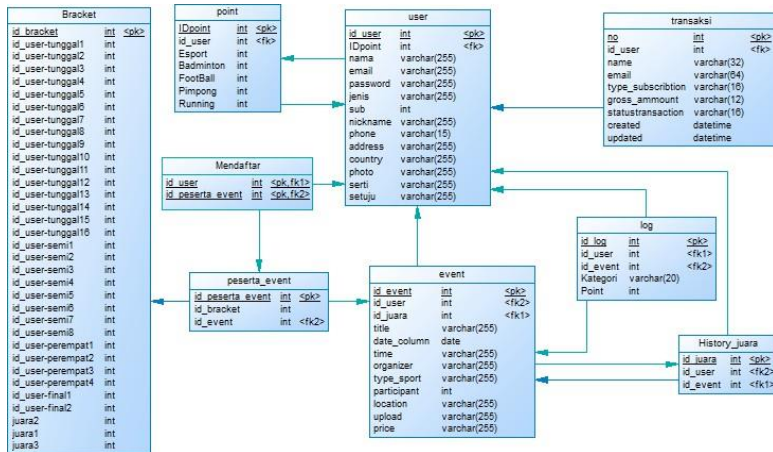 Bracket
id_bracket int <pk>
id_user-tunggal1 int
id_user-tunggal2 int
id_user-tunggal3 int
id_user-tunggal4 int
id_user-tunggal5 int
id_user-tunggal6 int
id_user-tunggal7 int
id_user-tunggal8 int
id_user-tunggal9 int
id_user-tunggal10 int
id_user-tunggal11 int
id_user-tunggal12 int
id_user-tunggal13 int
id_user-tunggal14 int
id_user-tunggal15 int
id_user-tunggal16 int
id_user-semi1 int
id_user-semi2 int
id_user-semi3 int
id_user-semi4 int
id_user-semi5 int
id_user-semi6 int
id_user-semi7 int
id_user-semi8 int
id_user-perempat1 int
id_user-perempat2 int
id_user-perempat3 int
id_user-perempat4 int
id_user-final1 int
id_user-final2 int
juara2 int
juara1 int
juara3 int
point
IDpoint int <pk>
id_user int <fk>
Esport int
Badminton int
FootBall int
Pimpong int
Running int
user
id_user int <pk>
IDpoint int <fk>
nama varchar(255)
email varchar(255)
password varchar(255)
jenis varchar(255)
sub int
nickname varchar(255)
phone varchar(15)
address varchar(255)
country varchar(255)
photo varchar(255)
serti varchar(255)
setuju varchar(255)
transaksi
no int <pk>
id_user int <fk>
name varchar(32)
email varchar(64)
type_subscribtion varchar(16)
gross_ammount varchar(12)
statustransaction varchar(16)
created datetime
updated datetime
Mendaftar
id_user int <pk,fk1>
id_peserta_event int <pk,fk2>
peserta_event
id_peserta_event int <pk>
id_bracket int
id_event int <fk2>
event
id_event int <pk>
id_user int <fk2>
id_juara int <fk1>
title varchar(255)
date_column date
time varchar(255)
organizer varchar(255)
type_sport varchar(255)
participant int
location varchar(255)
upload varchar(255)
price varchar(255)
log
id_log int <pk>
id_user int <fk1>
id_event int <fk2>
Kategori varchar(20)
Point int
History_juara
id_juara int <pk>
id_user int <fk2>
id_event int <fk1>